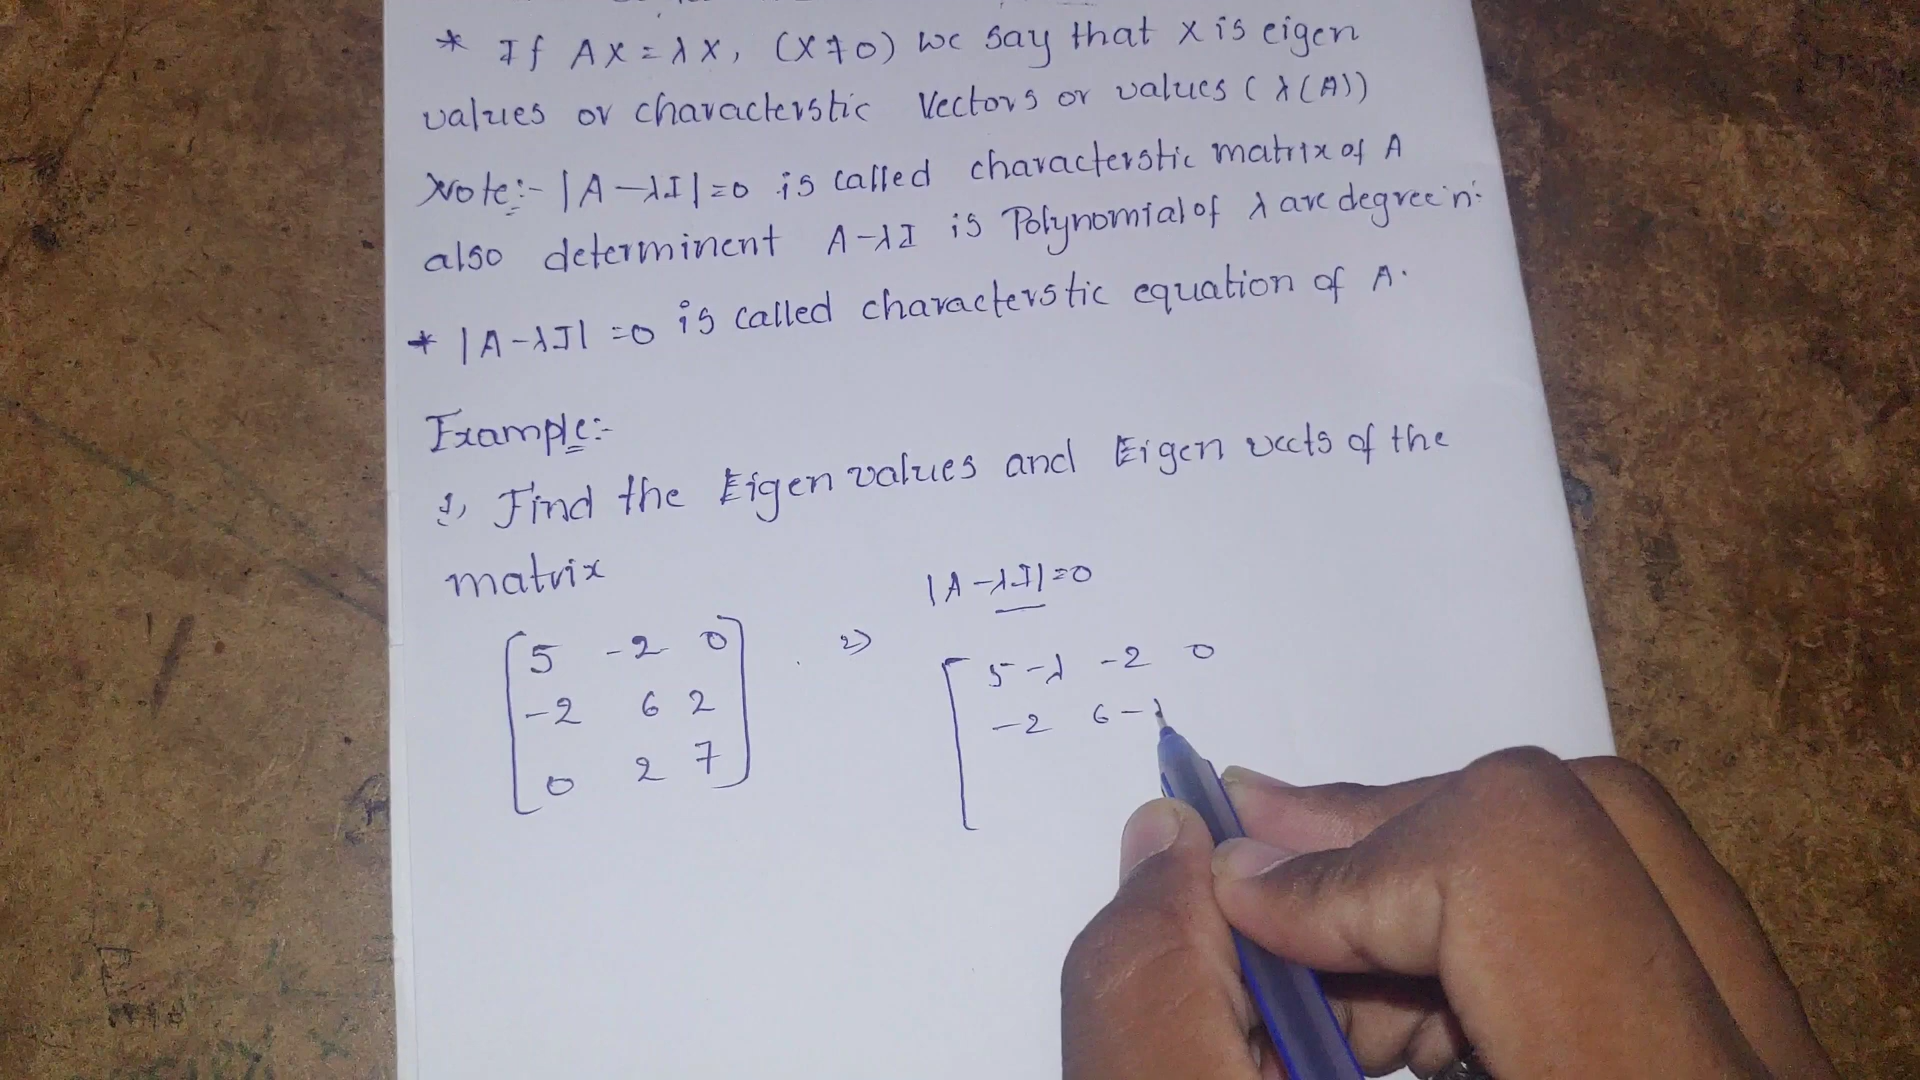 * If AX = λX, (X≠0) we say that X is eigen
values or characterstic Vectors or values (λ(A))
Note:- |A-λI|=0 is called characterstic matrix of A
also determinent A-λI is Polynomial of λ are degree 'n'
* |A-λI| =0 is called characterstic equation of A.
Example:-
1, Find the Eigen values and Eigen vects of the
matrix
|A-λI|=0
5 -2 0
-2 6 2
0 2 7
5-λ -2 0
-2 6-λ